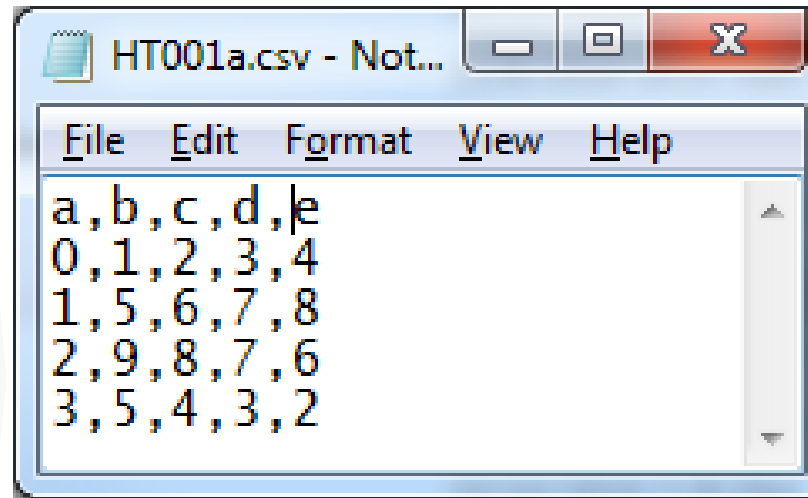 HT001a.csv - Not...
File Edit Format View Help
a,b,c,d,e
0,1,2,3,4
1,5,6,7,8
2,9,8,7,6
3,5,4,3,2